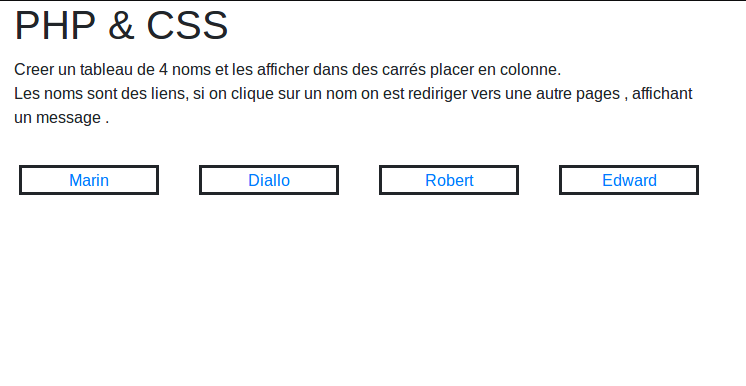 PHP & CSS
Creer un tableau de 4 noms et les afficher dans des carrés placer en colonne.
Les noms sont des liens, si on clique sur un nom on est rediriger vers une autre pages , affichant
un message .
Marin Diallo Robert Edward